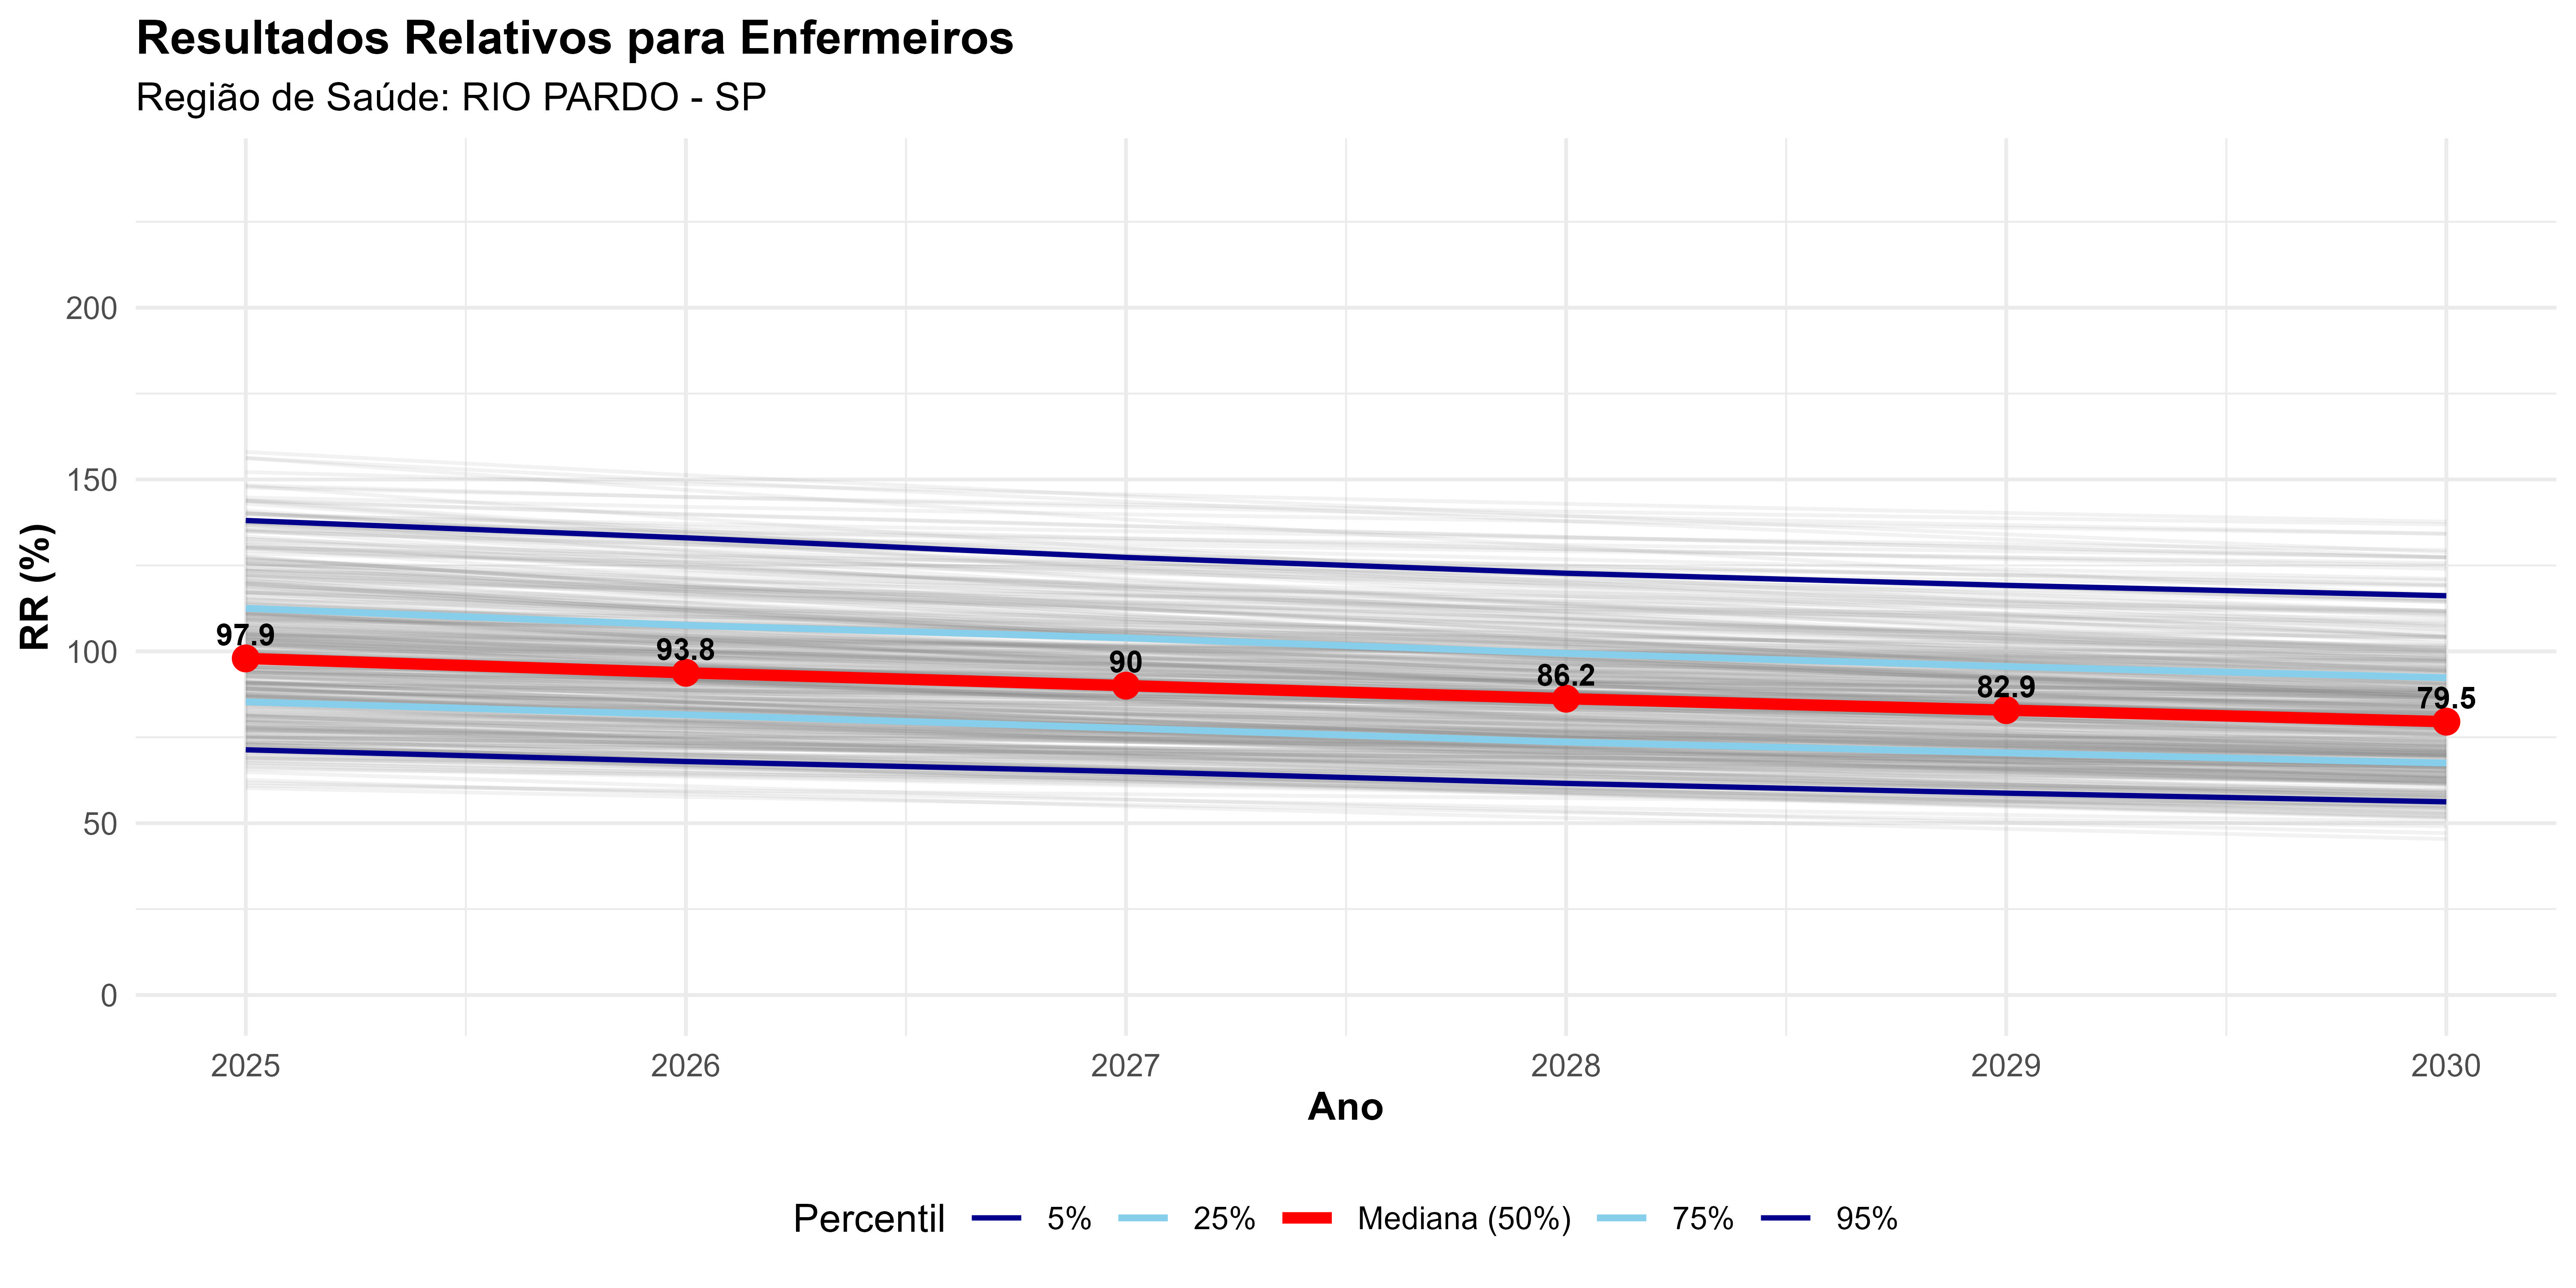 Resultados Relativos para Enfermeiros
Região de Saúde: RIO PARDO - SP
RR (%)
200
150
100
50
0
97.9
93.8
90
86.2
82.9
79.5
2025 2026 2027 2028 2029 2030
Ano
Percentil 5% 25% Mediana (50%) 75% 95%